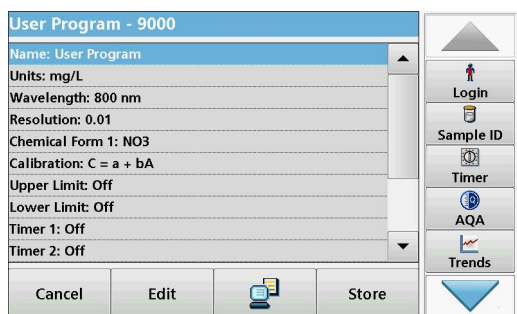 User Program - 9000
Name: User Program
Units: mg/L
Wavelength: 800 nm
Resolution: 0.01
Chemical Form 1: NO3
Calibration: C = a + bA
Upper Limit: Off
Lower Limit: Off
Timer 1: Off
Timer 2: Off
Cancel
Edit
Store
Login
Sample ID
Timer
AQA
Trends